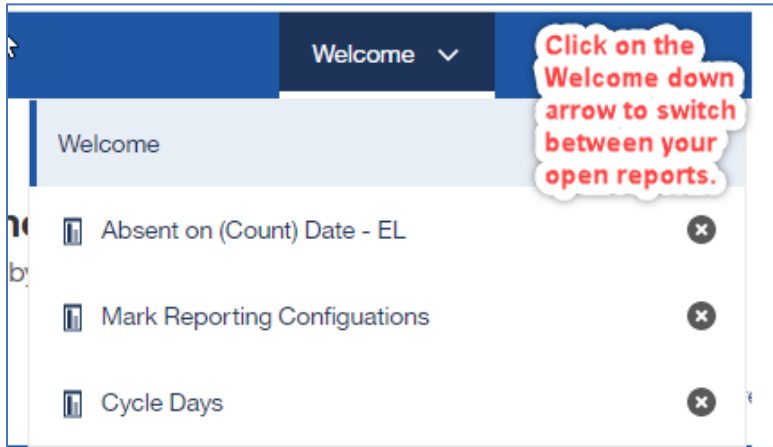 Welcome
Click on the
Welcome down
arrow to switch
between your
open reports.
Welcome
Absent on (Count) Date - EL
by
Mark Reporting Configuations
Cycle Days